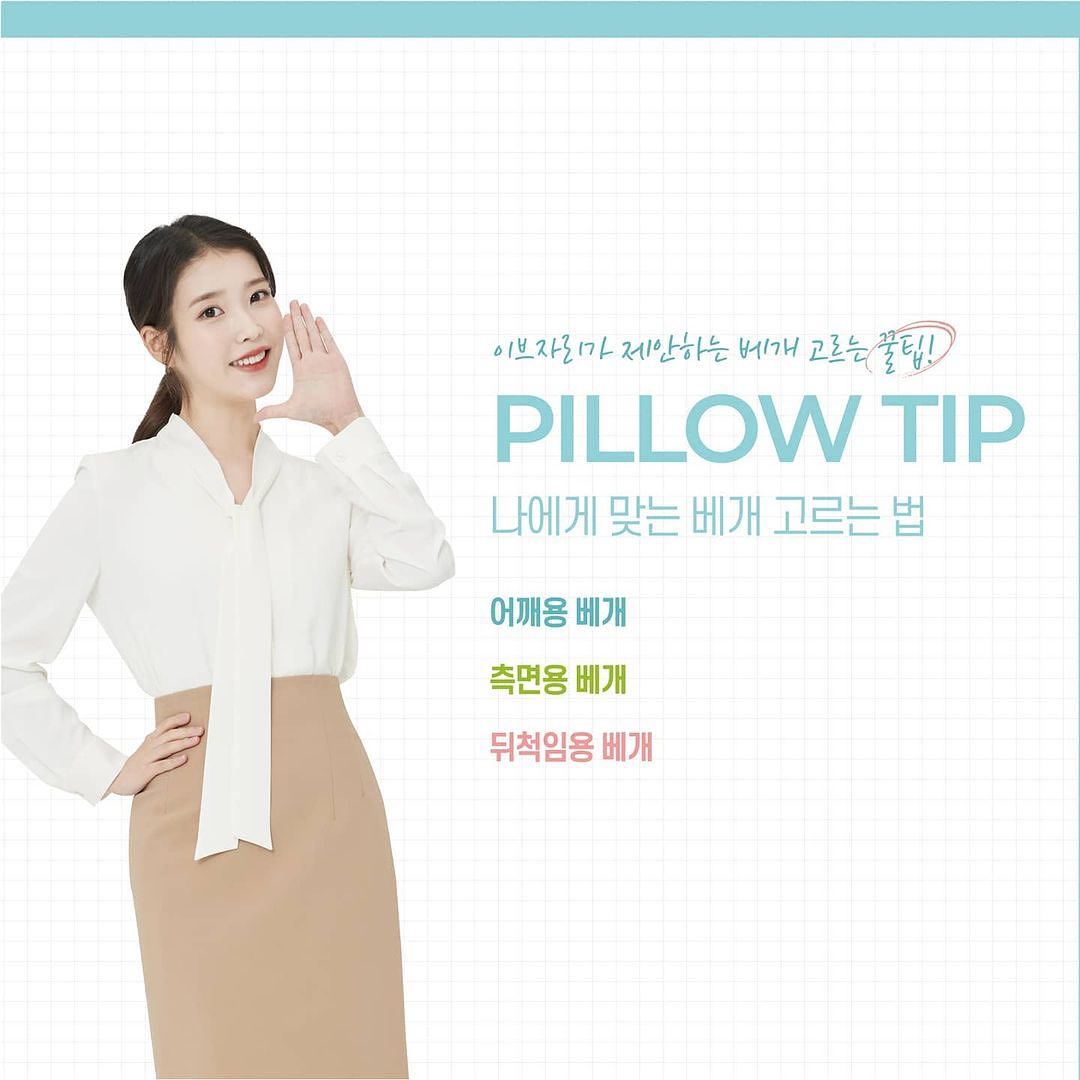 이브자리가 제안하는 베개 고르는 꿀팁!
PILLOW TIP
나에게 맞는 베개 고르는 법
어깨용 베개
측면용 베개
뒤척임용 베개